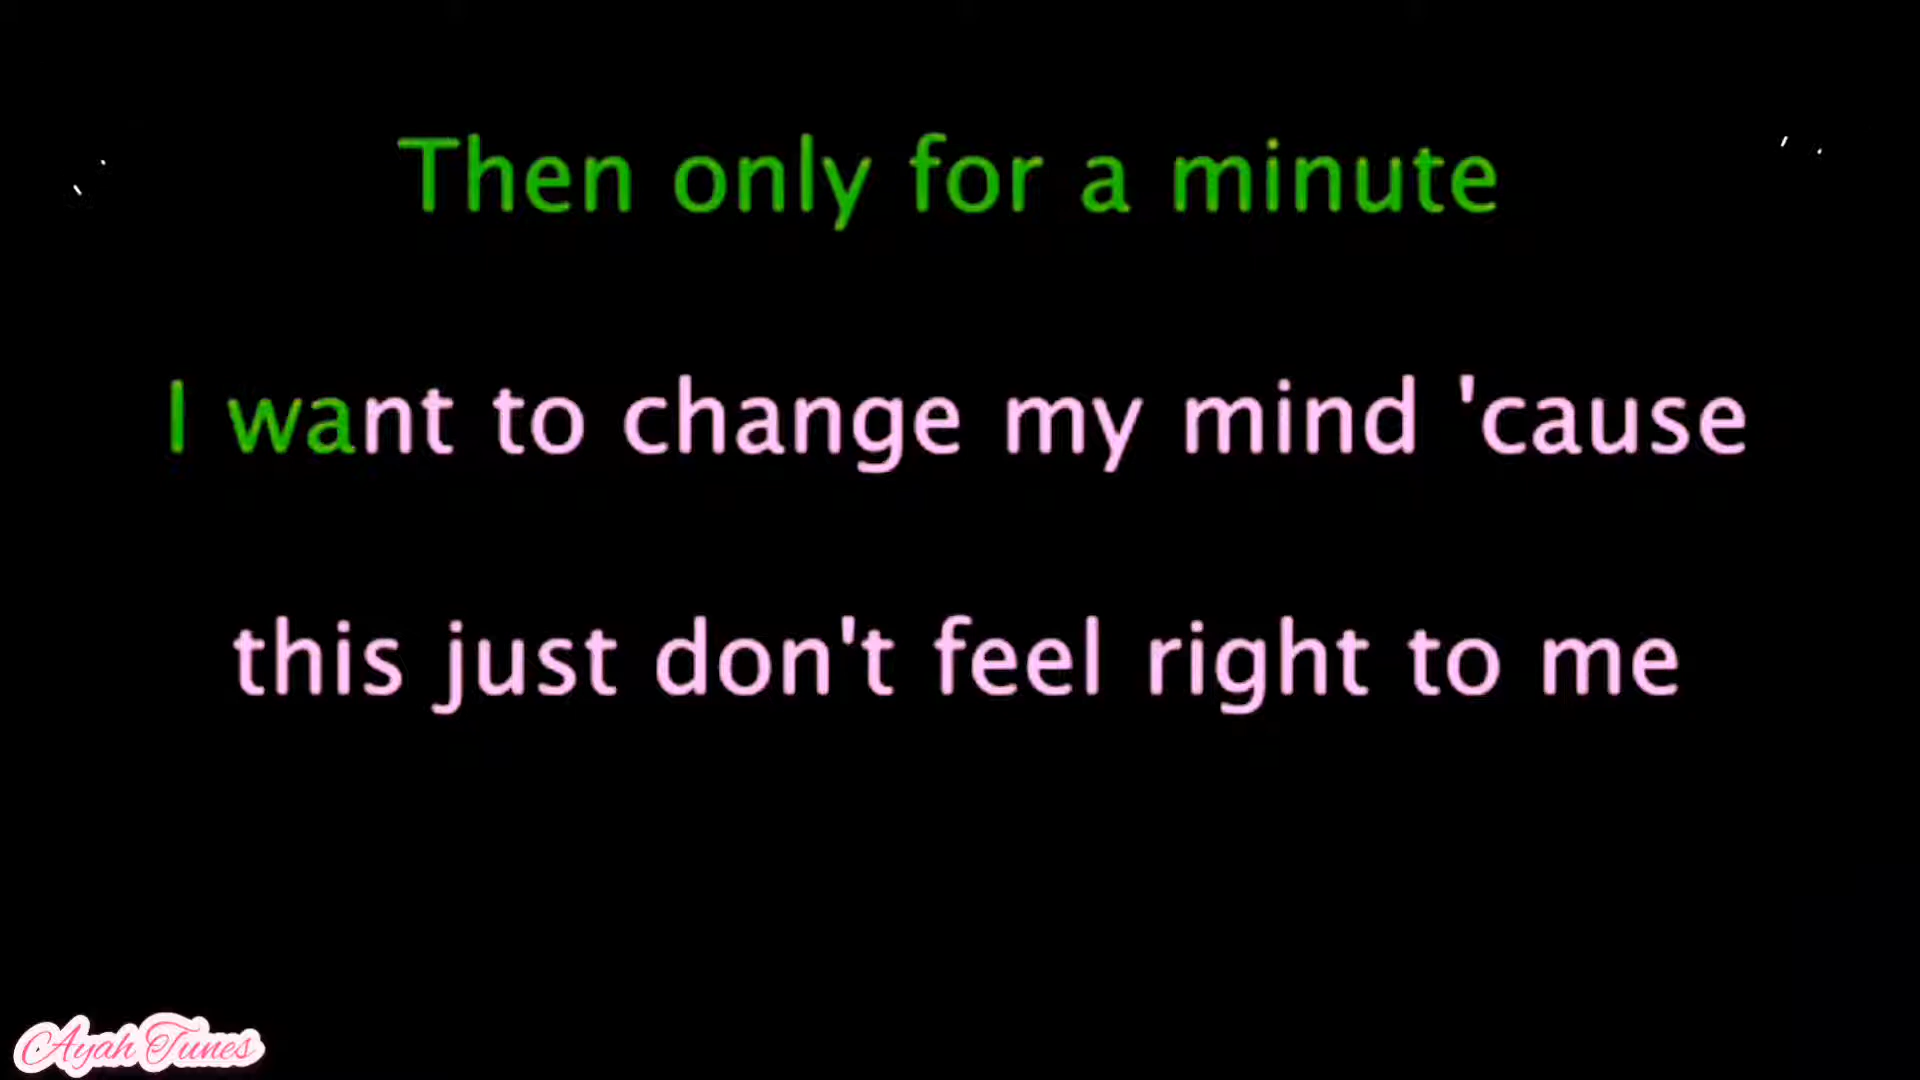 Then only for a minute
I want to change my mind 'cause
this just don't feel right to me
Ayah Tunes